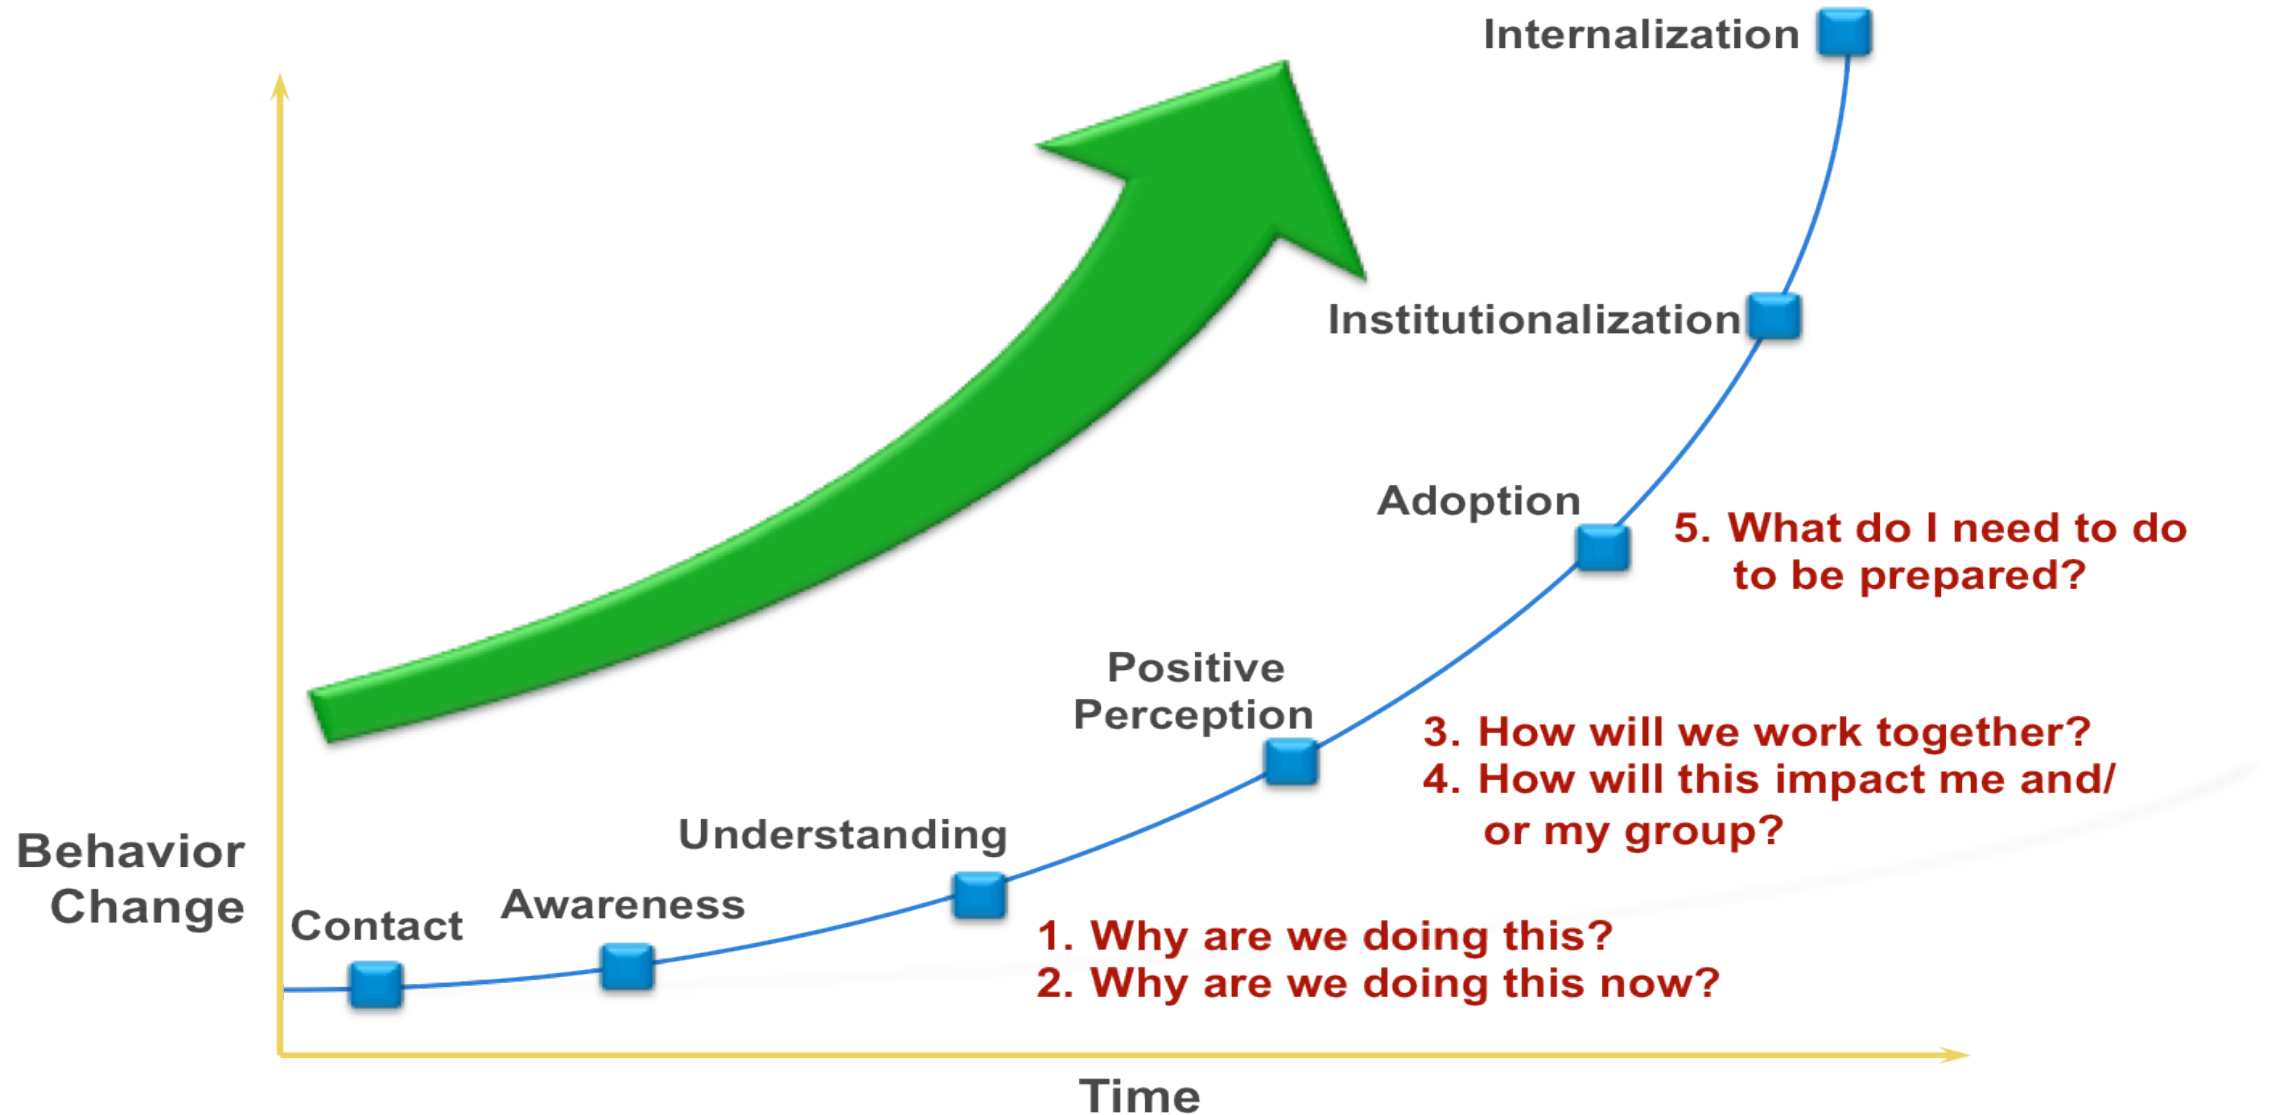 Internalization
Institutionalization
Adoption
5. What do I need to do
to be prepared?
Positive
Perception
3. How will we work together?
4. How will this impact me and/
or my group?
Understanding
Behavior
Change
Contact
Awareness
1. Why are we doing this?
2. Why are we doing this now?
Time